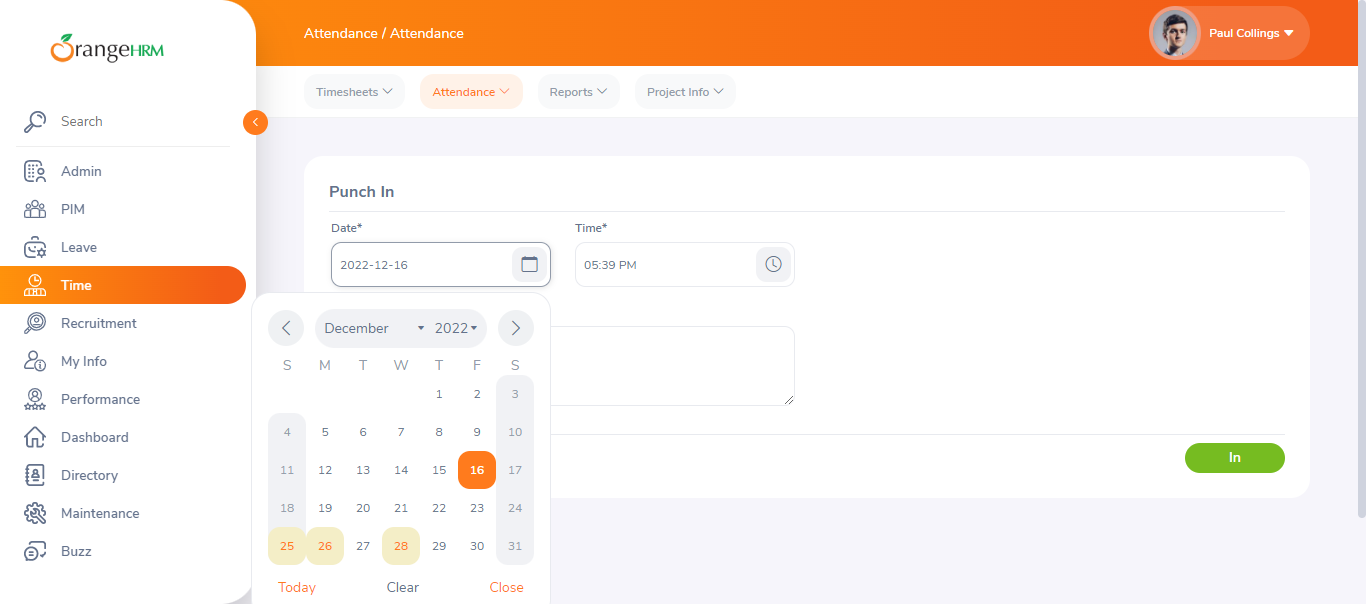 Attendance / Attendance
Paul Collings
OrangeHRM
Timesheets
Attendance
Reports
Project Info
Search
Admin
PIM
Leave
Time
Recruitment
My Info
Performance
Dashboard
Directory
Maintenance
Buzz
Punch In
Date*
Time*
2022-12-16
05:39 PM
December 2022
S M T W T F S
1 2 3
4 5 6 7 8 9 10
11 12 13 14 15 16 17
18 19 20 21 22 23 24
25 26 27 28 29 30 31
Today Clear Close
In